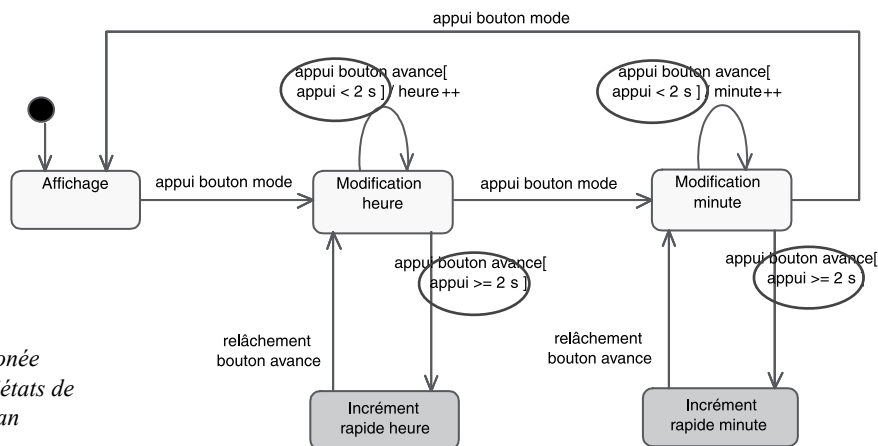 appui bouton mode
appui bouton avance[
appui < 2 s ] / heure++
appui bouton avance[
appui < 2 s ] / minute++
Affichage
appui bouton mode
Modification
heure
appui bouton mode
Modification
minute
appui bouton avance[
appui >= 2 s ]
appui bouton avance[
appui >= 2 s ]
relâchement
bouton avance
relâchement
bouton avance
onée
états de
an
Incrément
rapide heure
Incrément
rapide minute